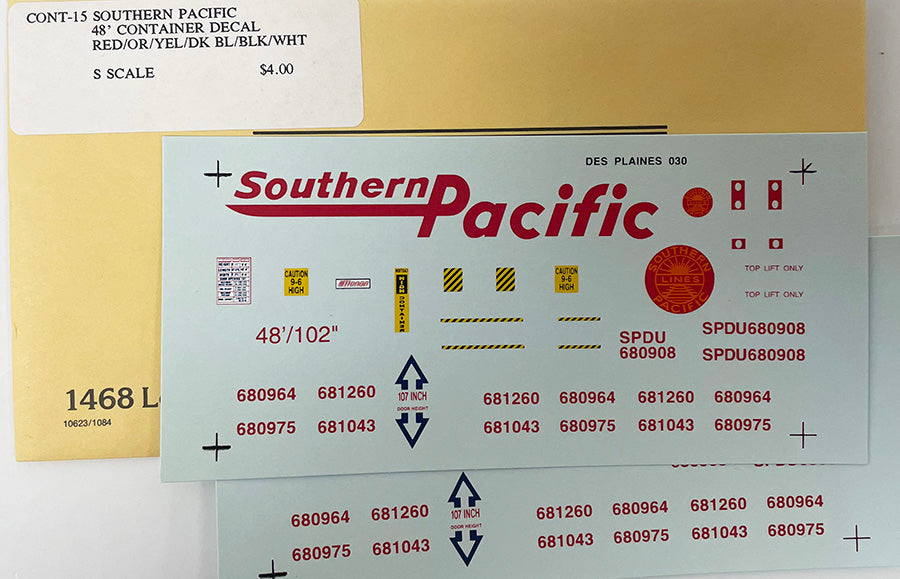 CONT-15 SOUTHERN PACIFIC
48' CONTAINER DECAL
RED/OR/YEL/DK BL/BLK/WHT
S SCALE $4.00
DES PLAINES 030
Southern Pacific
SOUTHERN
LINES
PACIFIC
TOP LIFT ONLY
TOP LIFT ONLY
CAUTION
9-6
HIGH
Monon
HIGH
CONTAINER
CAUTION
9-6
HIGH
48'/102"
SPDU
680908
SPDU680908
SPDU680908
680964 681260
107 INCH
DOOR HEIGHT
681260 680964 681260 680964
680975 681043
681043 680975 681043 680975
1468 L
10623/1084
680964 681260
107 INCH
DOOR HEIGHT
681260 680964 681260 680964
680975 681043
681043 680975 681043 680975